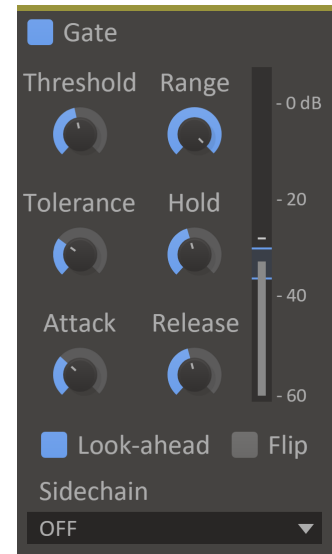 Gate
Threshold Range
- 0 dB
Tolerance Hold
- 20
- 40
Attack Release
- 60
Look-ahead Flip
Sidechain
OFF